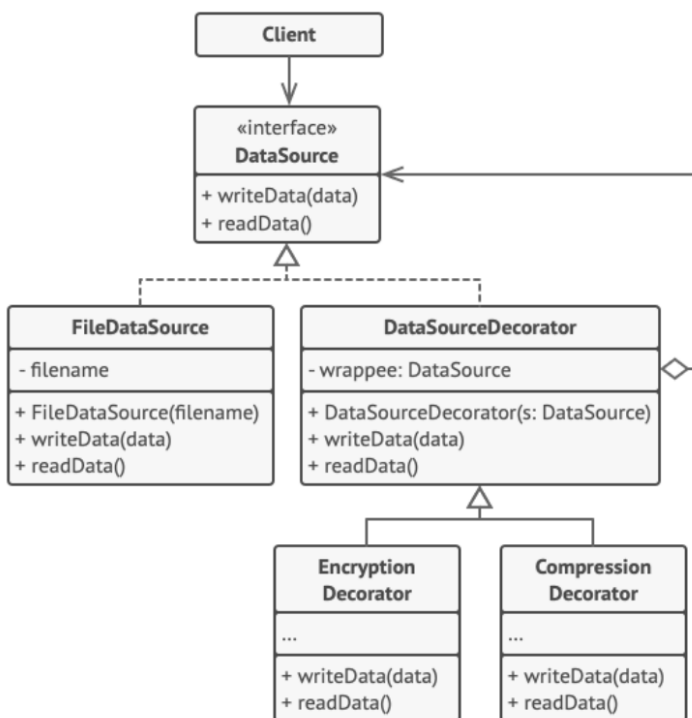 Client
«interface»
DataSource
+ writeData(data)
+ readData()
FileDataSource
- filename
+ FileDataSource(filename)
+ writeData(data)
+ readData()
DataSourceDecorator
- wrappee: DataSource
+ DataSourceDecorator(s: DataSource)
+ writeData(data)
+ readData()
Encryption
Decorator
...
+ writeData(data)
+ readData()
Compression
Decorator
...
+ writeData(data)
+ readData()